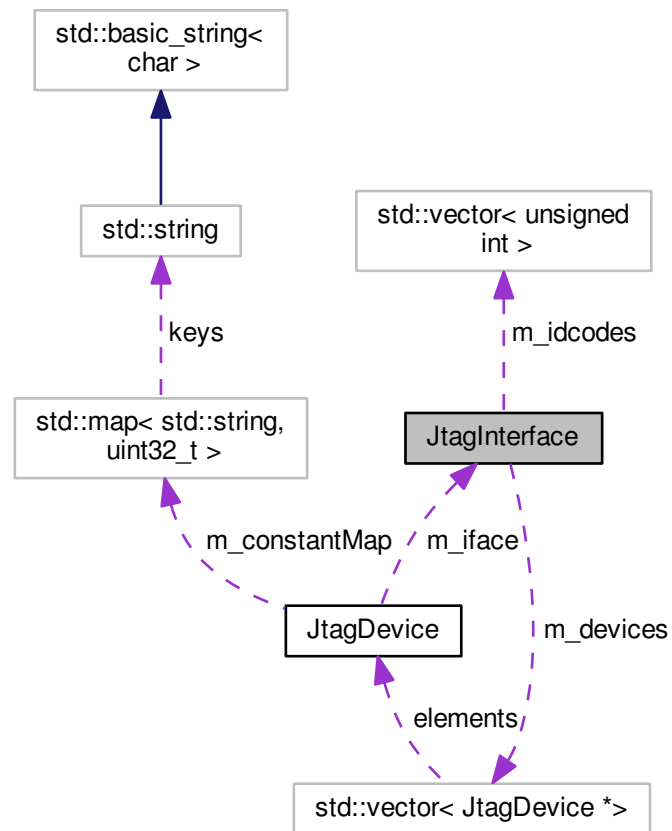 std::basic_string<
char >
std::string
std::vector< unsigned
int >
keys
m_idcodes
std::map< std::string,
uint32_t >
JtagInterface
m_constantMap
m_iface
JtagDevice
m_devices
elements
std::vector< JtagDevice *>